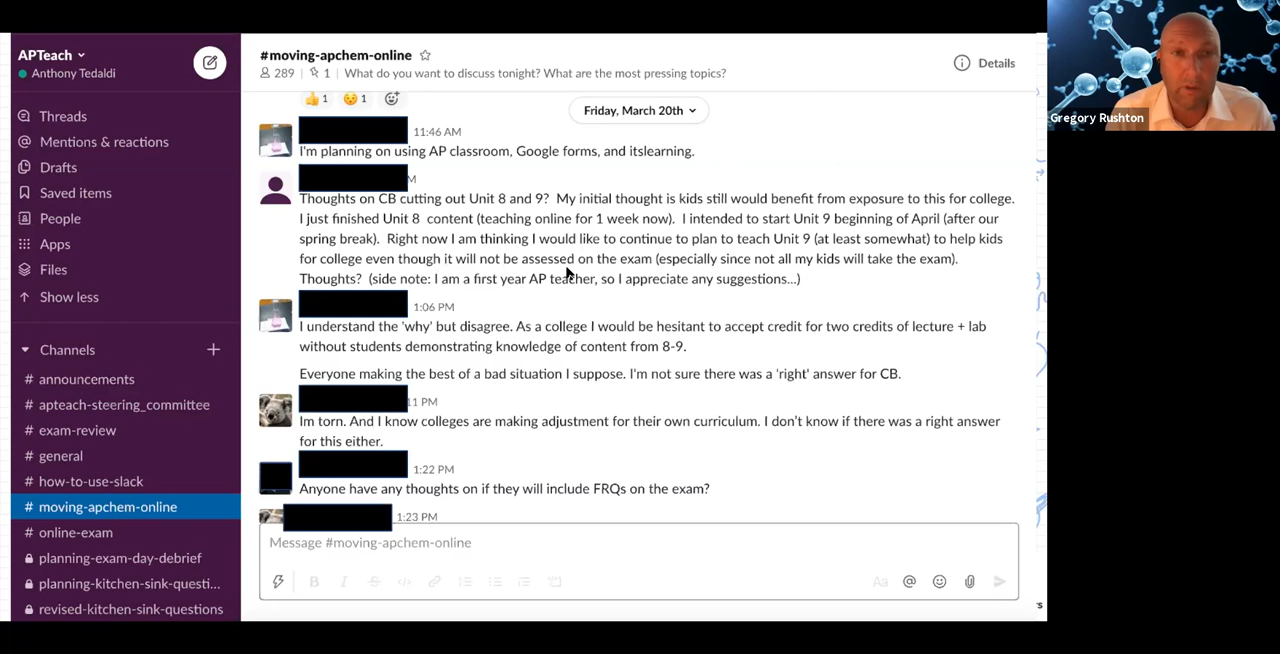 APTeach
Anthony Tedaldi
Threads
Mentions & reactions
Drafts
Saved items
People
Apps
Files
Show less
Channels
# announcements
# apteach-steering_committee
# exam-review
# general
# how-to-use-slack
# moving-apchem-online
# online-exam
planning-exam-day-debrief
planning-kitchen-sink-questi...
revised-kitchen-sink-questions
#moving-apchem-online
289 | 1 | What do you want to discuss tonight? What are the most pressing topics?
Details
1 1
Friday, March 20th
11:46 AM
I'm planning on using AP classroom, Google forms, and itslearning.
M
Thoughts on CB cutting out Unit 8 and 9? My initial thought is kids still would benefit from exposure to this for college.
I just finished Unit 8 content (teaching online for 1 week now). I intended to start Unit 9 beginning of April (after our
spring break). Right now I am thinking I would like to continue to plan to teach Unit 9 (at least somewhat) to help kids
for college even though it will not be assessed on the exam (especially since not all my kids will take the exam).
Thoughts? (side note: I am a first year AP teacher, so I appreciate any suggestions...)
1:06 PM
I understand the 'why' but disagree. As a college I would be hesitant to accept credit for two credits of lecture + lab
without students demonstrating knowledge of content from 8-9.
Everyone making the best of a bad situation I suppose. I'm not sure there was a 'right' answer for CB.
11 PM
Im torn. And I know colleges are making adjustment for their own curriculum. I don't know if there was a right answer
for this either.
1:22 PM
Anyone have any thoughts on if they will include FRQs on the exam?
1:23 PM
Message #moving-apchem-online
B I S </> Aa @
Gregory Rushton